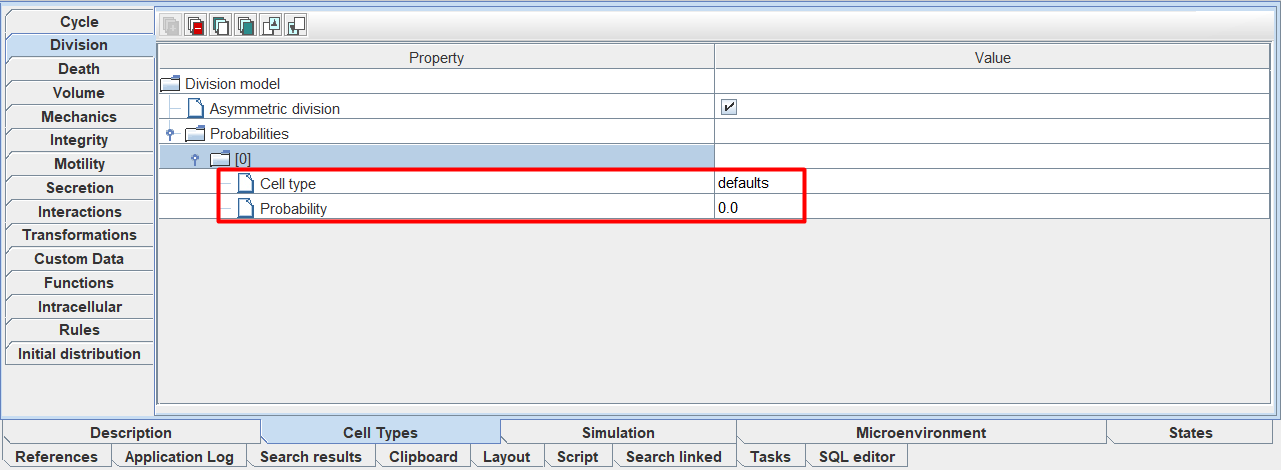 Cycle
Division
Death
Volume
Mechanics
Integrity
Motility
Secretion
Interactions
Transformations
Custom Data
Functions
Intracellular
Rules
Initial distribution
Property Value
Division model
Asymmetric division
Probabilities
[0]
Cell type defaults
Probability 0.0
Description Cell Types Simulation Microenvironment States
References Application Log Search results Clipboard Layout Script Search linked Tasks SQL editor